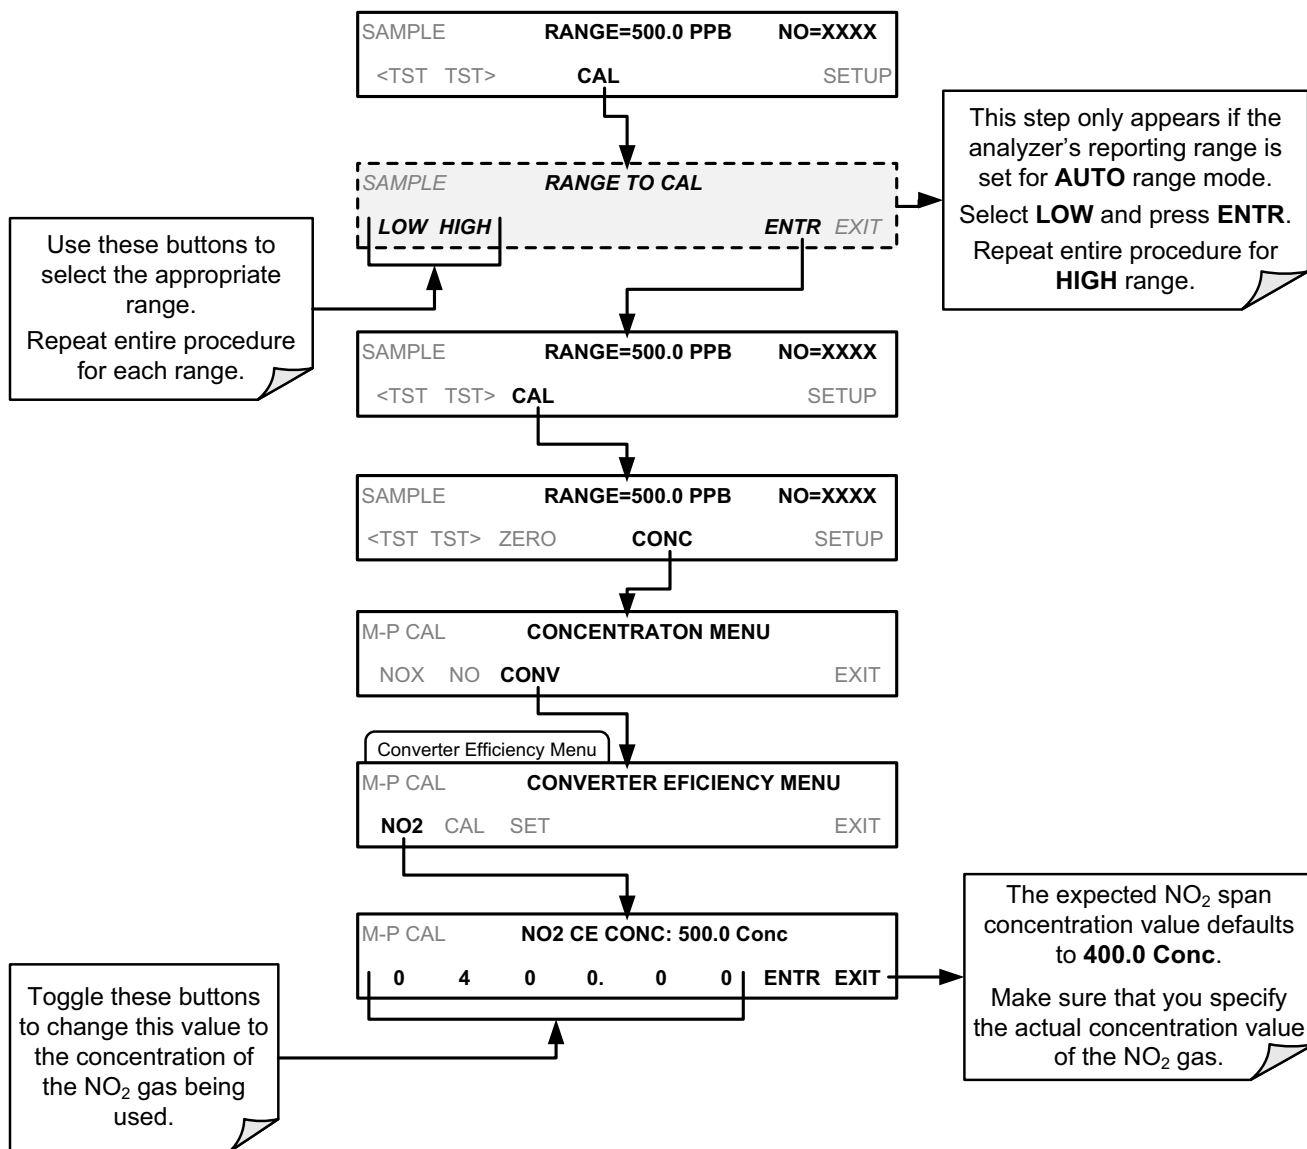 SAMPLE RANGE=500.0 PPB NO=XXXX
<TST TST> CAL SETUP
This step only appears if the
analyzer's reporting range is
set for AUTO range mode.
Select LOW and press ENTR.
Repeat entire procedure for
HIGH range.
SAMPLE RANGE TO CAL
LOW HIGH ENTR EXIT
Use these buttons to
select the appropriate
range.
Repeat entire procedure
for each range.
SAMPLE RANGE=500.0 PPB NO=XXXX
<TST TST> CAL SETUP
SAMPLE RANGE=500.0 PPB NO=XXXX
<TST TST> ZERO CONC SETUP
M-P CAL CONCENTRATON MENU
NOX NO CONV EXIT
Converter Efficiency Menu
M-P CAL CONVERTER EFICIENCY MENU
NO2 CAL SET EXIT
M-P CAL NO2 CE CONC: 500.0 Conc
0 4 0 0. 0 0 ENTR EXIT
The expected NO₂ span
concentration value defaults
to 400.0 Conc.
Make sure that you specify
the actual concentration value
of the NO₂ gas.
Toggle these buttons
to change this value to
the concentration of
the NO₂ gas being
used.